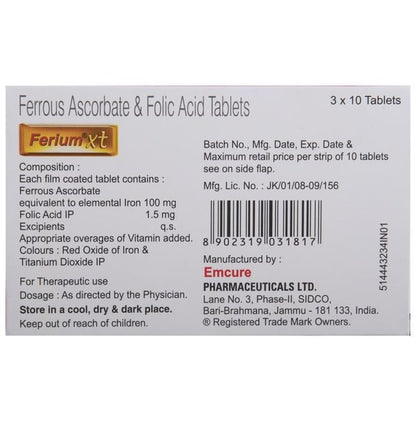 Ferrous Ascorbate & Folic Acid Tablets
3 x 10 Tablets
Ferium® xt
Composition :
Each film coated tablet contains :
Ferrous Ascorbate
equivalent to elemental Iron 100 mg
Folic Acid IP 1.5 mg
Excipients q.s.
Appropriate overages of Vitamin added.
Colours : Red Oxide of Iron &
Titanium Dioxide IP
For Therapeutic use
Dosage : As directed by the Physician.
Store in a cool, dry & dark place.
Keep out of reach of children.
Batch No., Mfg. Date, Exp. Date &
Maximum retail price per strip of 10 tablets
see on side flap.
Mfg. Lic. No. : JK/01/08-09/156
8 902319 031817
Manufactured by :
Emcure
PHARMACEUTICALS LTD.
Lane No. 3, Phase-II, SIDCO,
Bari-Brahmana, Jammu - 181 133, India.
® Registered Trade Mark Owners.
514443234IN01